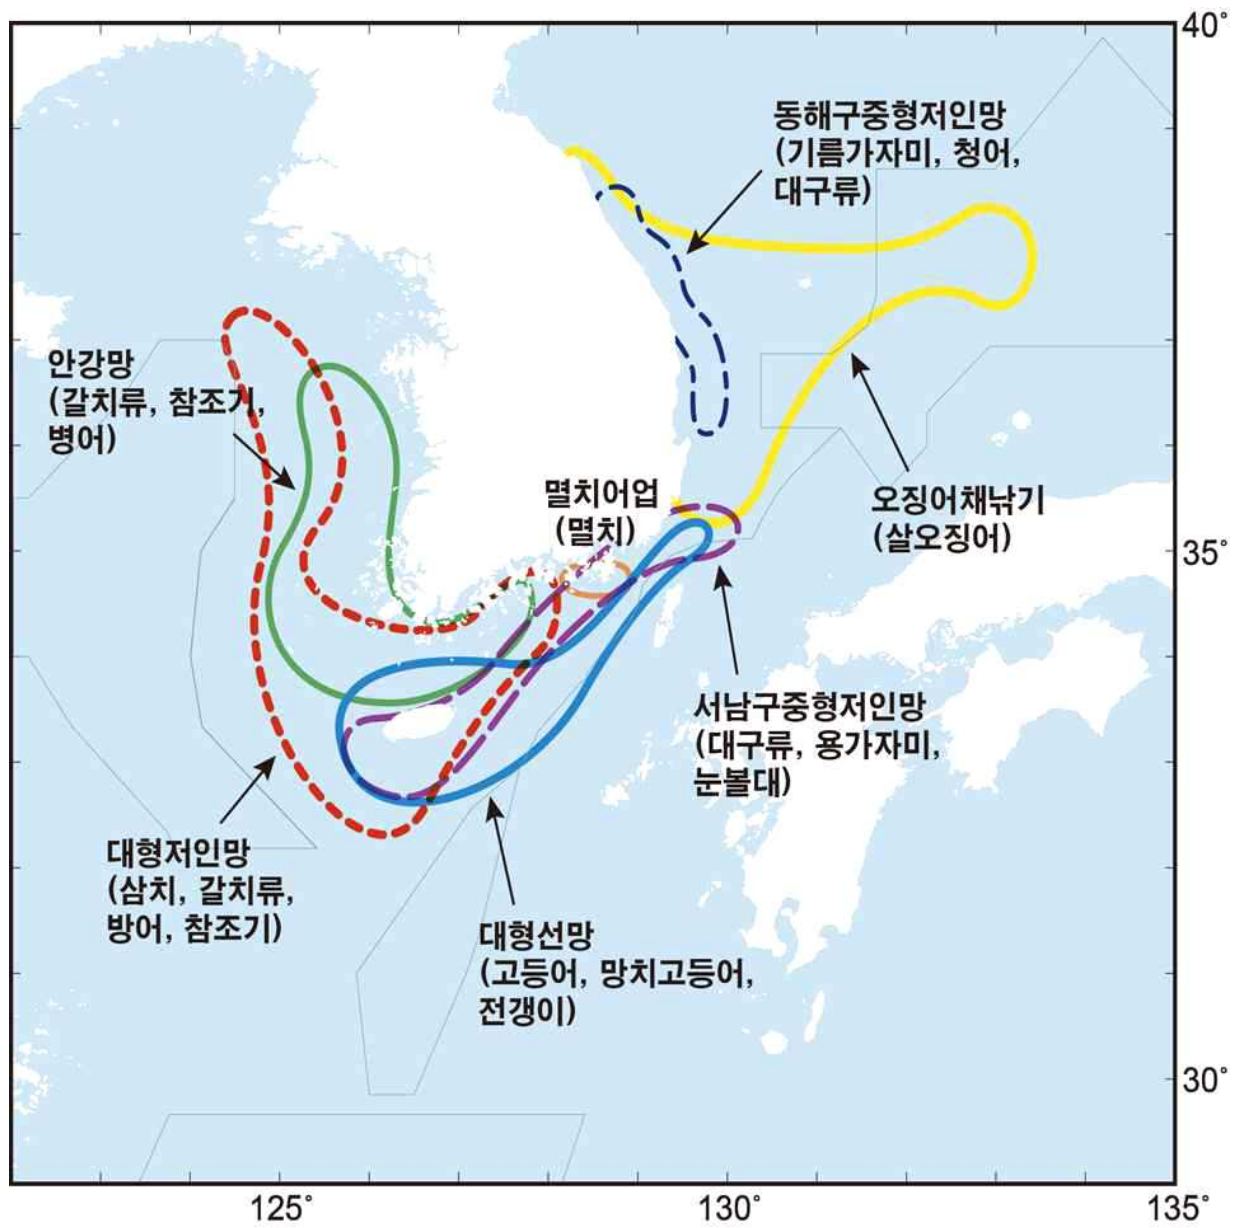 40°
동해구중형저인망
(기름가자미, 청어,
대구류)
안강망
(갈치류, 참조기,
병어)
멸치어업
(멸치)
오징어채낚기
(살오징어)
35°
서남구중형저인망
(대구류, 용가자미,
눈볼대)
대형저인망
(삼치, 갈치류,
방어, 참조기)
대형선망
(고등어, 망치고등어,
전갱이)
30°
125°
130°
135°